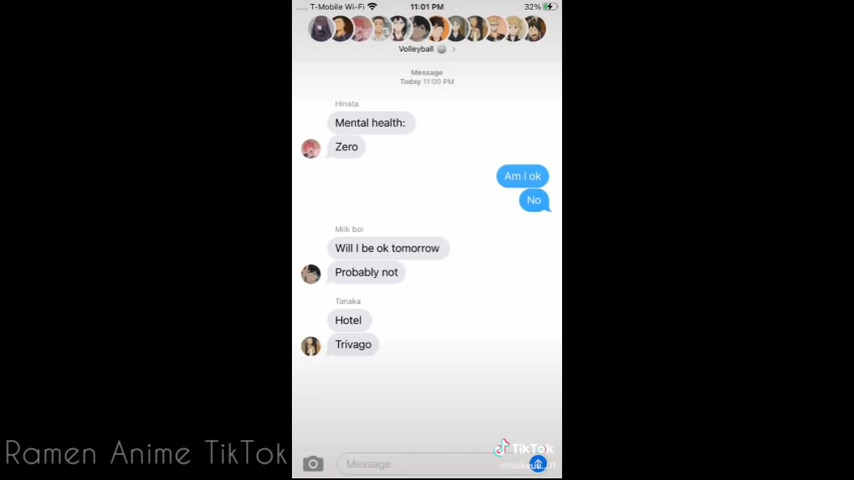 T-Mobile Wi-Fi
11:01 PM
32%
Volleyball
Message
Today 11:00 PM
Hinata
Mental health:
Zero
Am I ok
No
Milk boi
Will I be ok tomorrow
Probably not
Tanaka
Hotel
Trivago
Ramen Anime TikTok
TikTok
Message